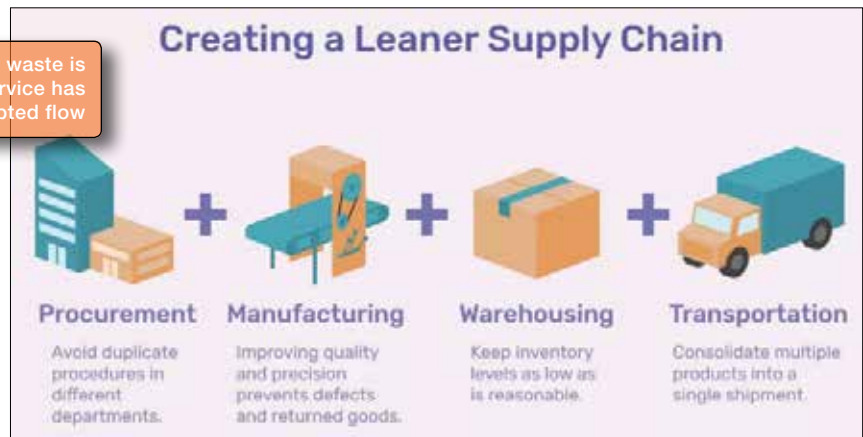 Creating a Leaner Supply Chain
waste is
rvice has
oted flow
Procurement
Avoid duplicate
procedures in
different
departments.
Manufacturing
Improving quality
and precision
prevents defects
and returned goods.
Warehousing
Keep inventory
levels as low as
is reasonable.
Transportation
Consolidate multiple
products into a
single shipment.